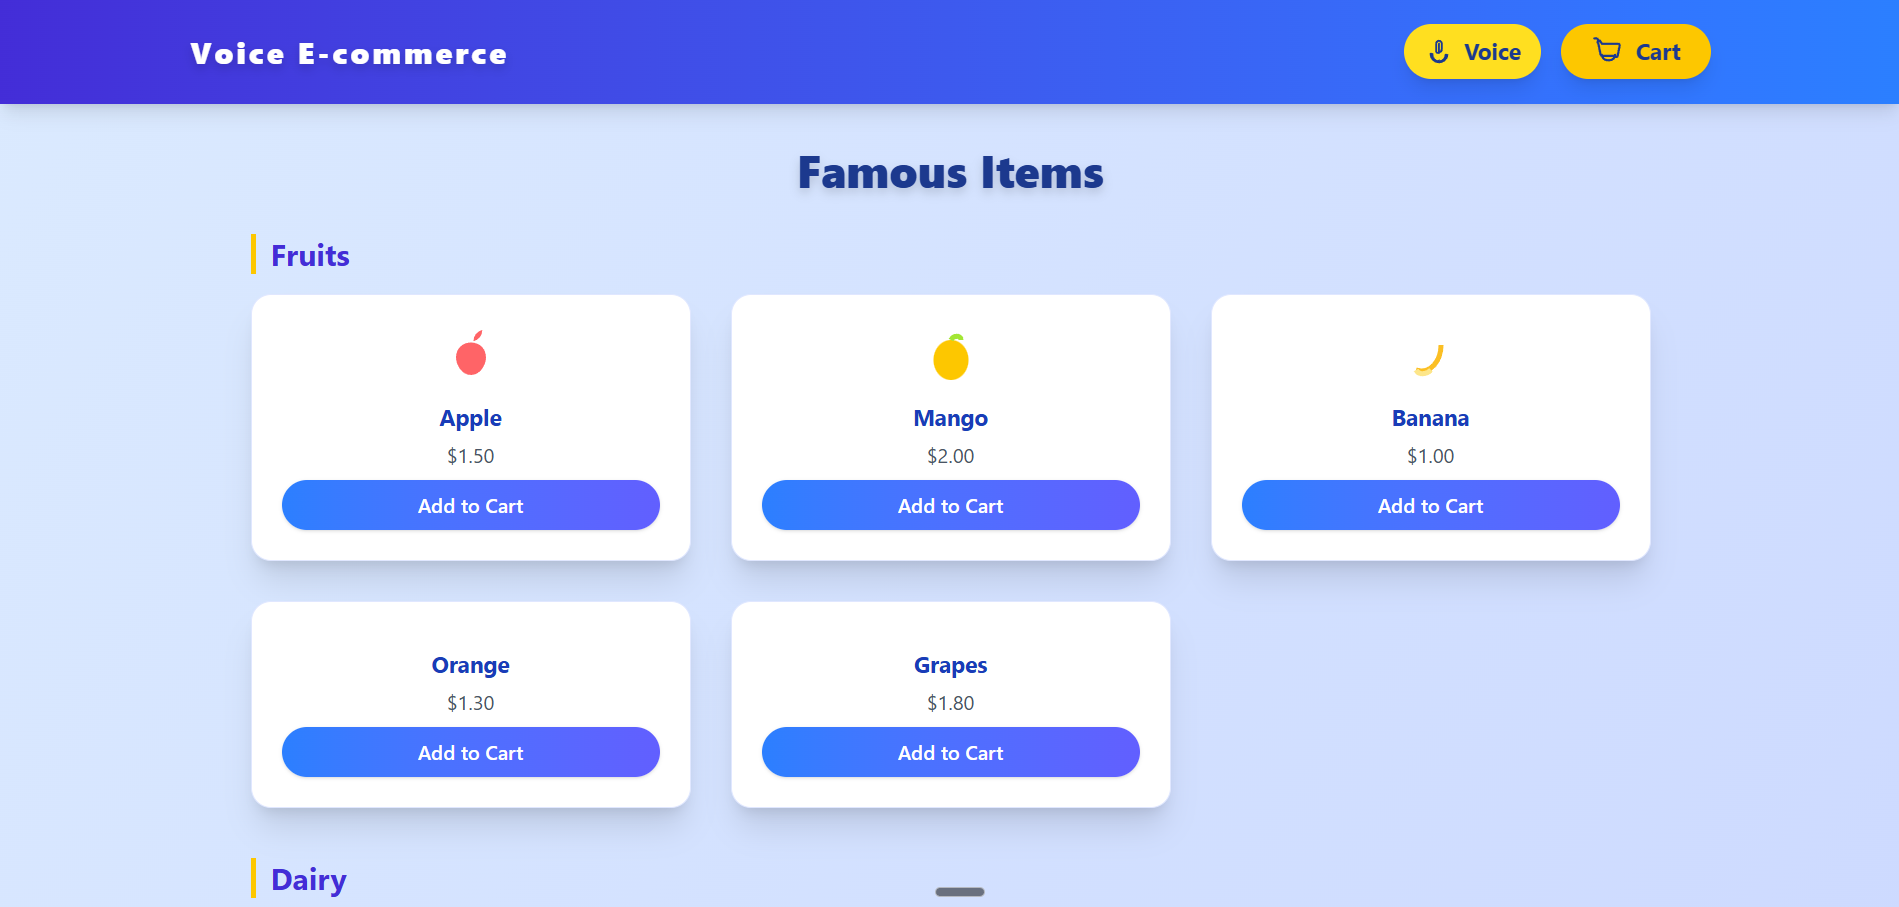 Voice E-commerce
Voice
Cart
Famous Items
Fruits
Apple
$1.50
Add to Cart
Mango
$2.00
Add to Cart
Banana
$1.00
Add to Cart
Orange
$1.30
Add to Cart
Grapes
$1.80
Add to Cart
Dairy